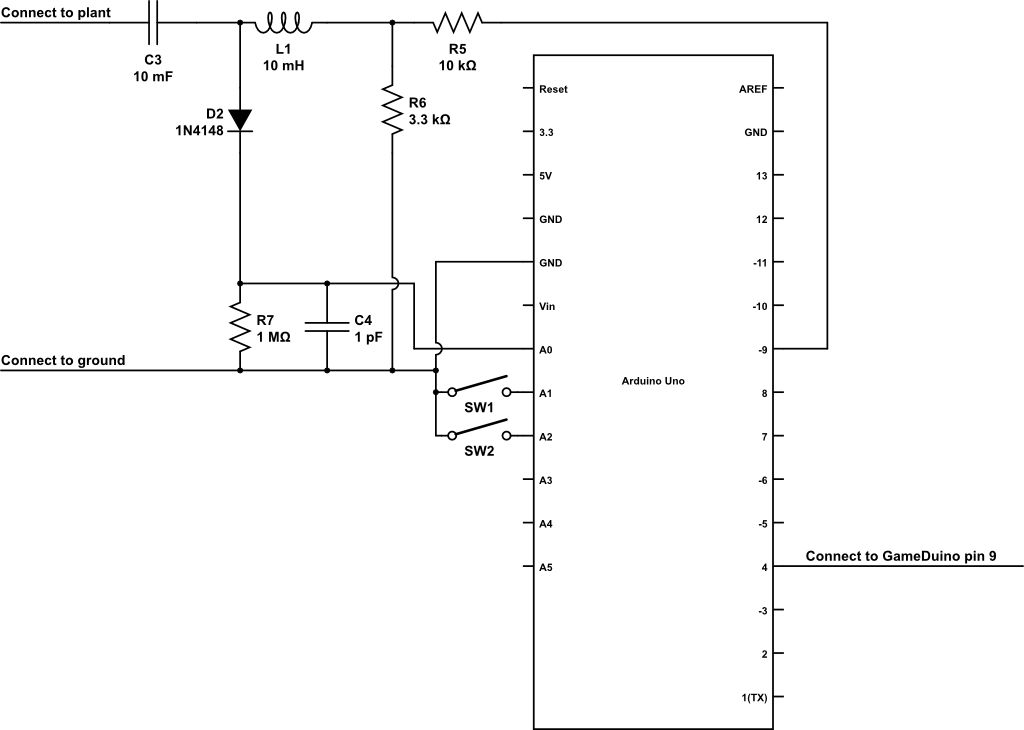 Connect to plant
C3
10 mF
L1
10 mH
R5
10 kΩ
D2
1N4148
R6
3.3 kΩ
R7
1 MΩ
C4
1 pF
Connect to ground
SW1
SW2
Reset
3.3
5V
GND
GND
Vin
A0
A1
A2
A3
A4
A5
Arduino Uno
AREF
GND
13
12
-11
-10
-9
8
7
-6
-5
4
-3
2
1(TX)
Connect to GameDuino pin 9